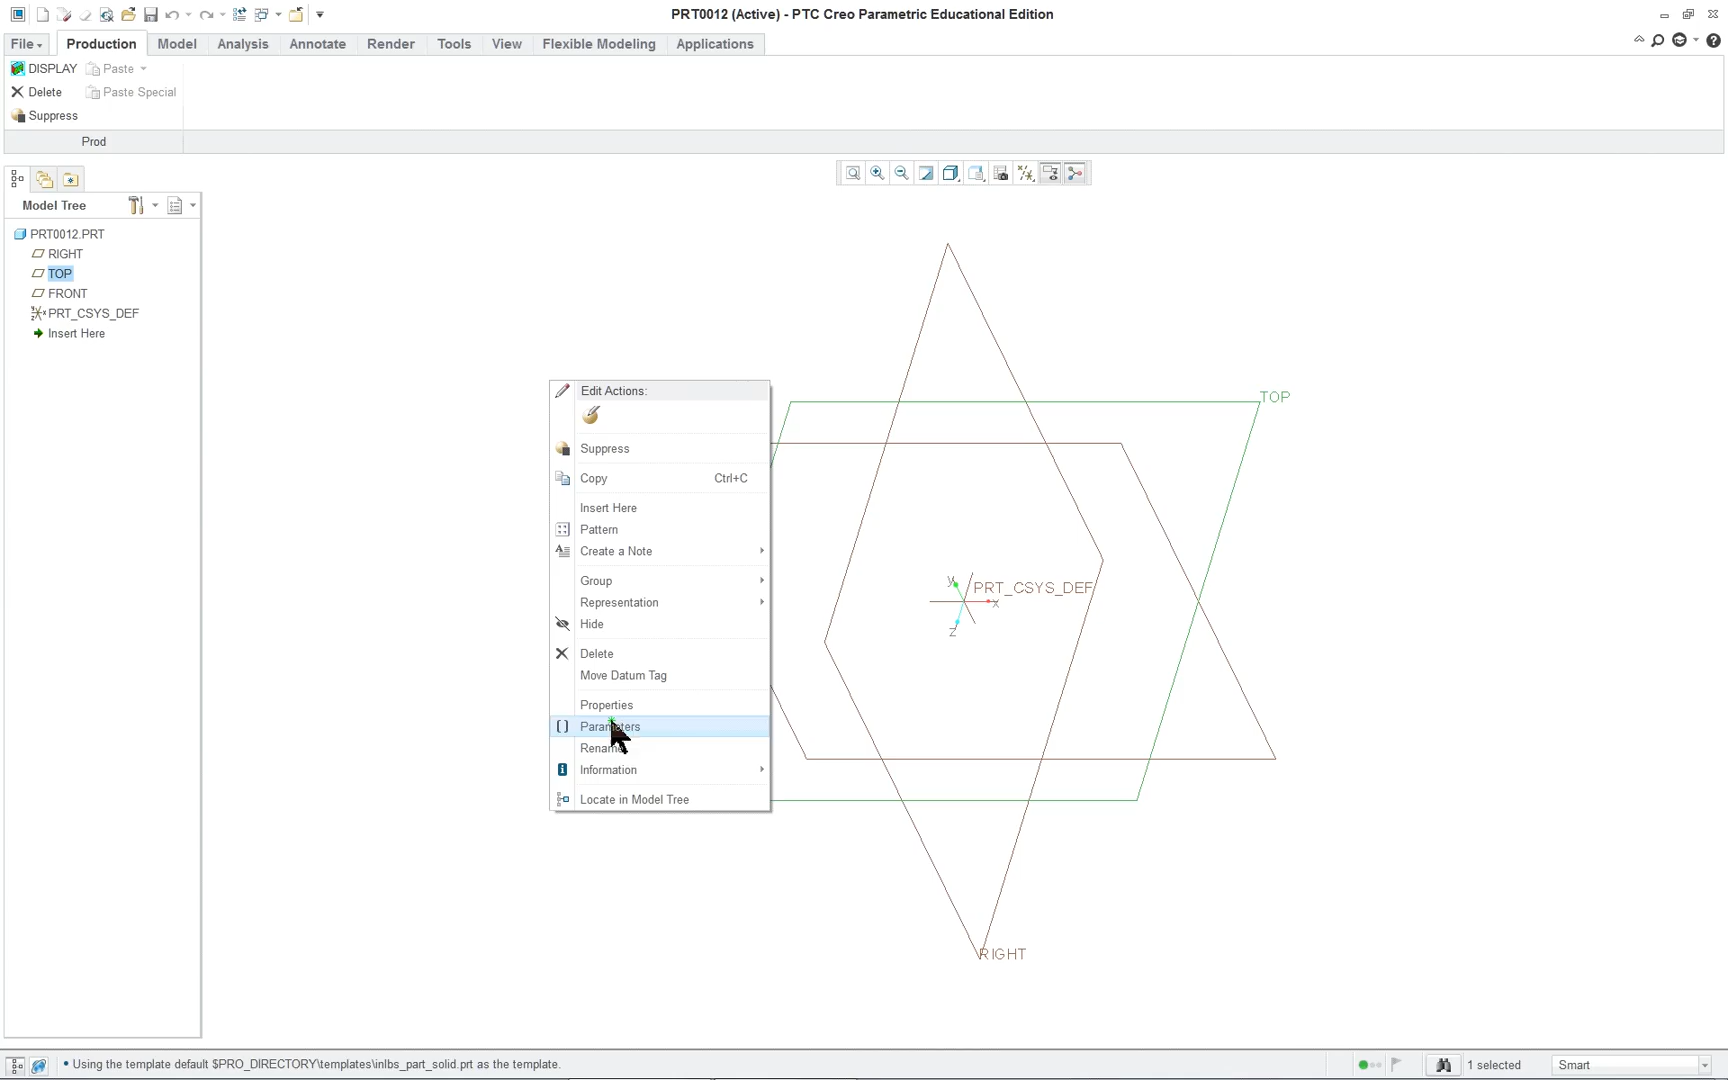 PRT0012 (Active) - PTC Creo Parametric Educational Edition
File Production Model Analysis Annotate Render Tools View Flexible Modeling Applications
DISPLAY Paste
Delete Paste Special
Suppress
Prod
Model Tree
PRT0012.PRT
RIGHT
TOP
FRONT
PRT_CSYS_DEF
Insert Here
Edit Actions:
Suppress
Copy Ctrl+C
Insert Here
Pattern
Create a Note
Group
Representation
Hide
Delete
Move Datum Tag
Properties
Parameters
Rename
Information
Locate in Model Tree
TOP
y
PRT_CSYS_DEF
x
z
RIGHT
• Using the template default $PRO_DIRECTORY\templates\inlbs_part_solid.prt as the template.
1 selected
Smart